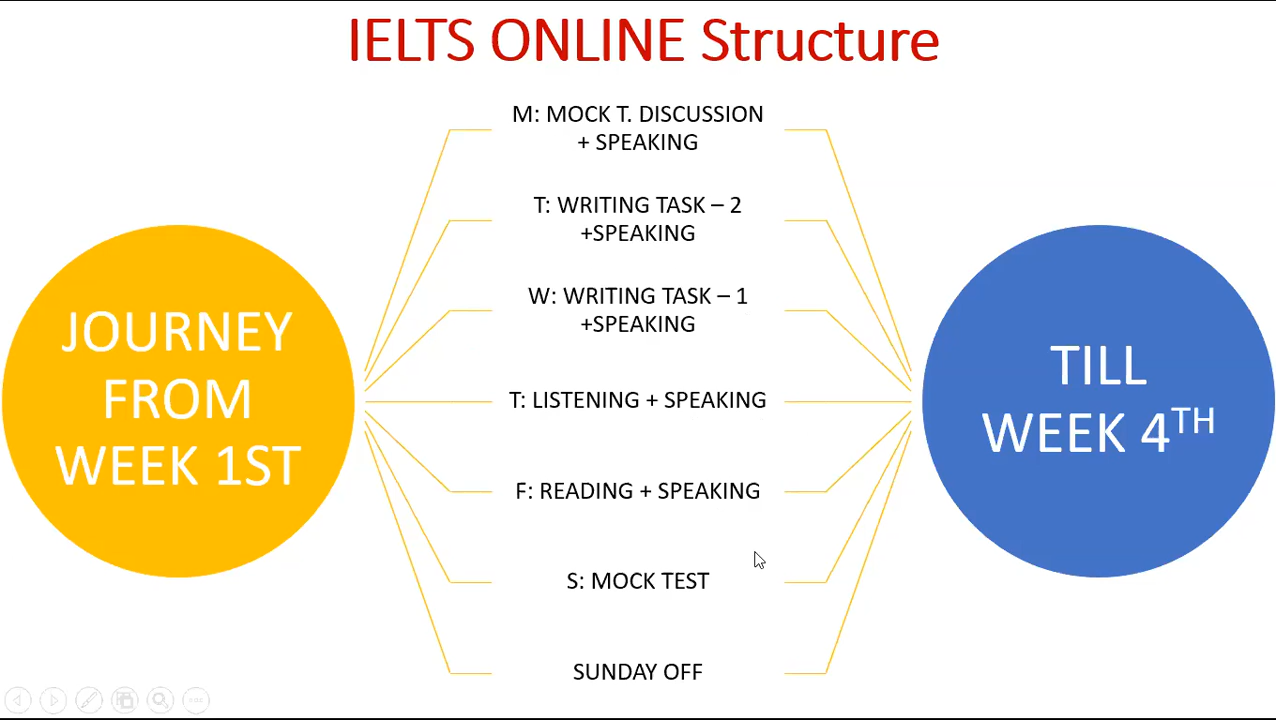 IELTS ONLINE Structure
M: MOCK T. DISCUSSION
+ SPEAKING
T: WRITING TASK – 2
+SPEAKING
W: WRITING TASK – 1
+SPEAKING
T: LISTENING + SPEAKING
F: READING + SPEAKING
S: MOCK TEST
SUNDAY OFF
JOURNEY
FROM
WEEK 1ST
TILL
WEEK 4TH